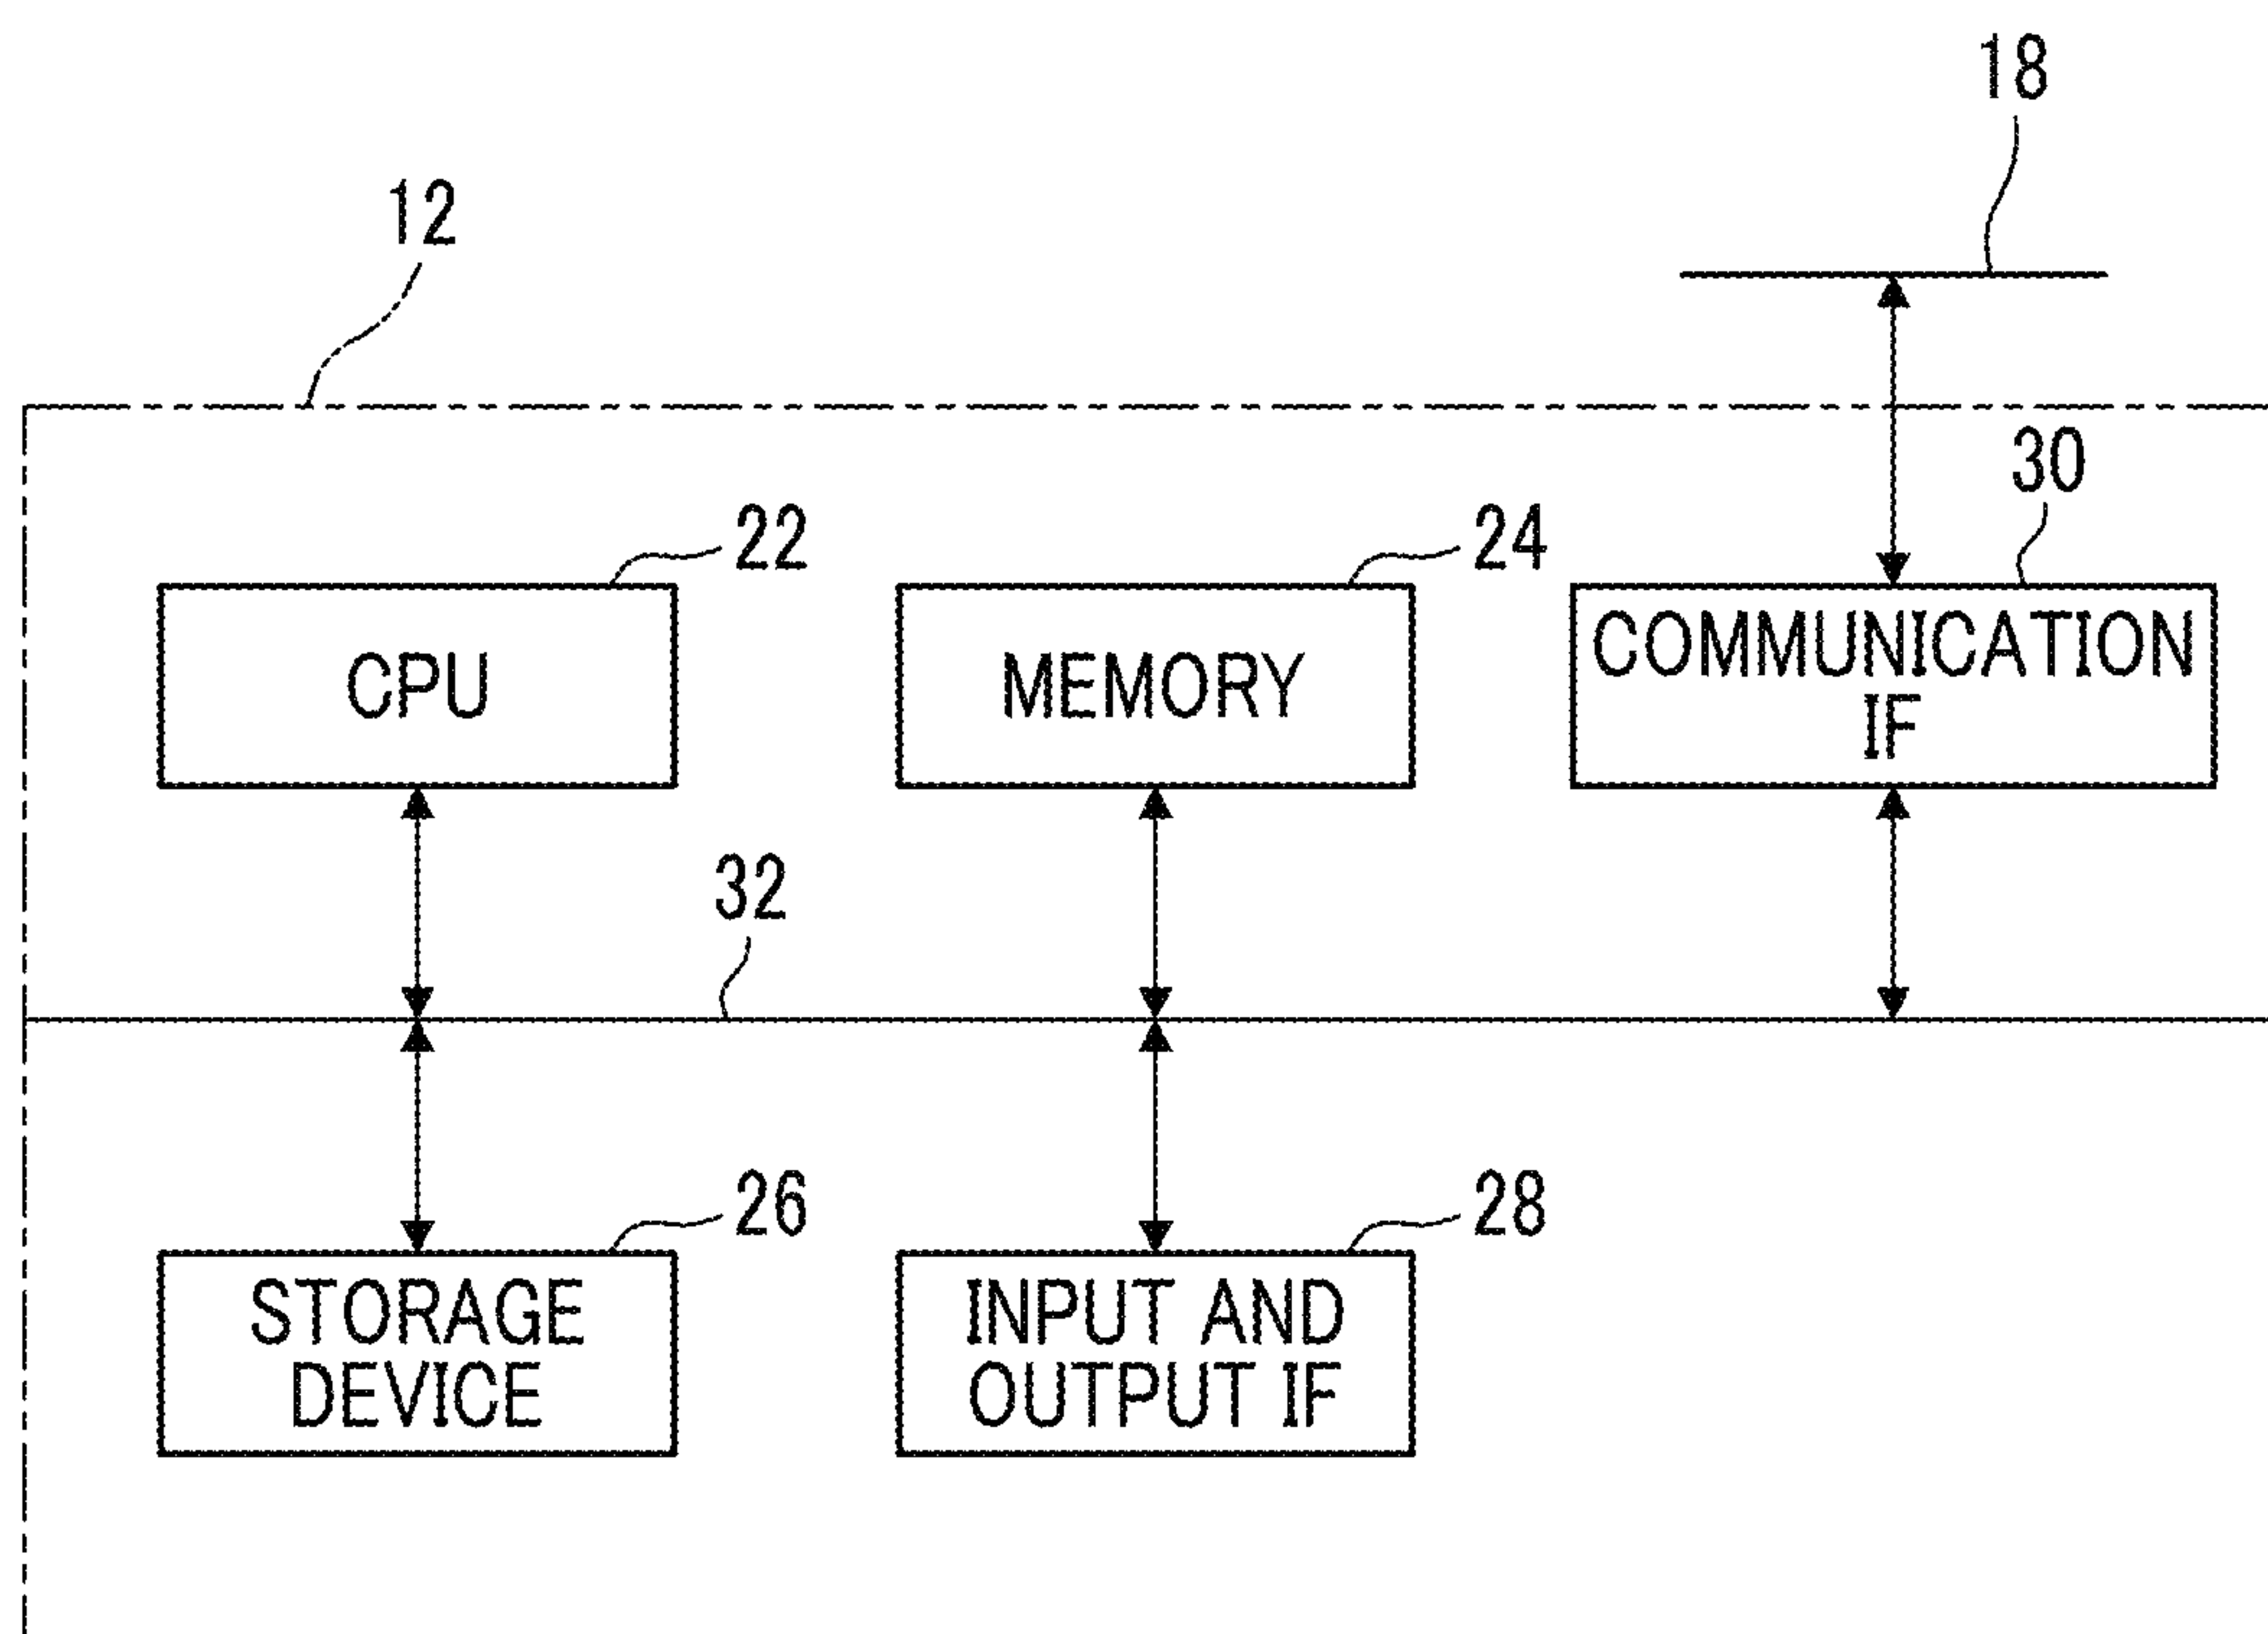 18
12
30
22
24
CPU
MEMORY
COMMUNICATION
IF
32
26
28
STORAGE
DEVICE
INPUT AND
OUTPUT IF